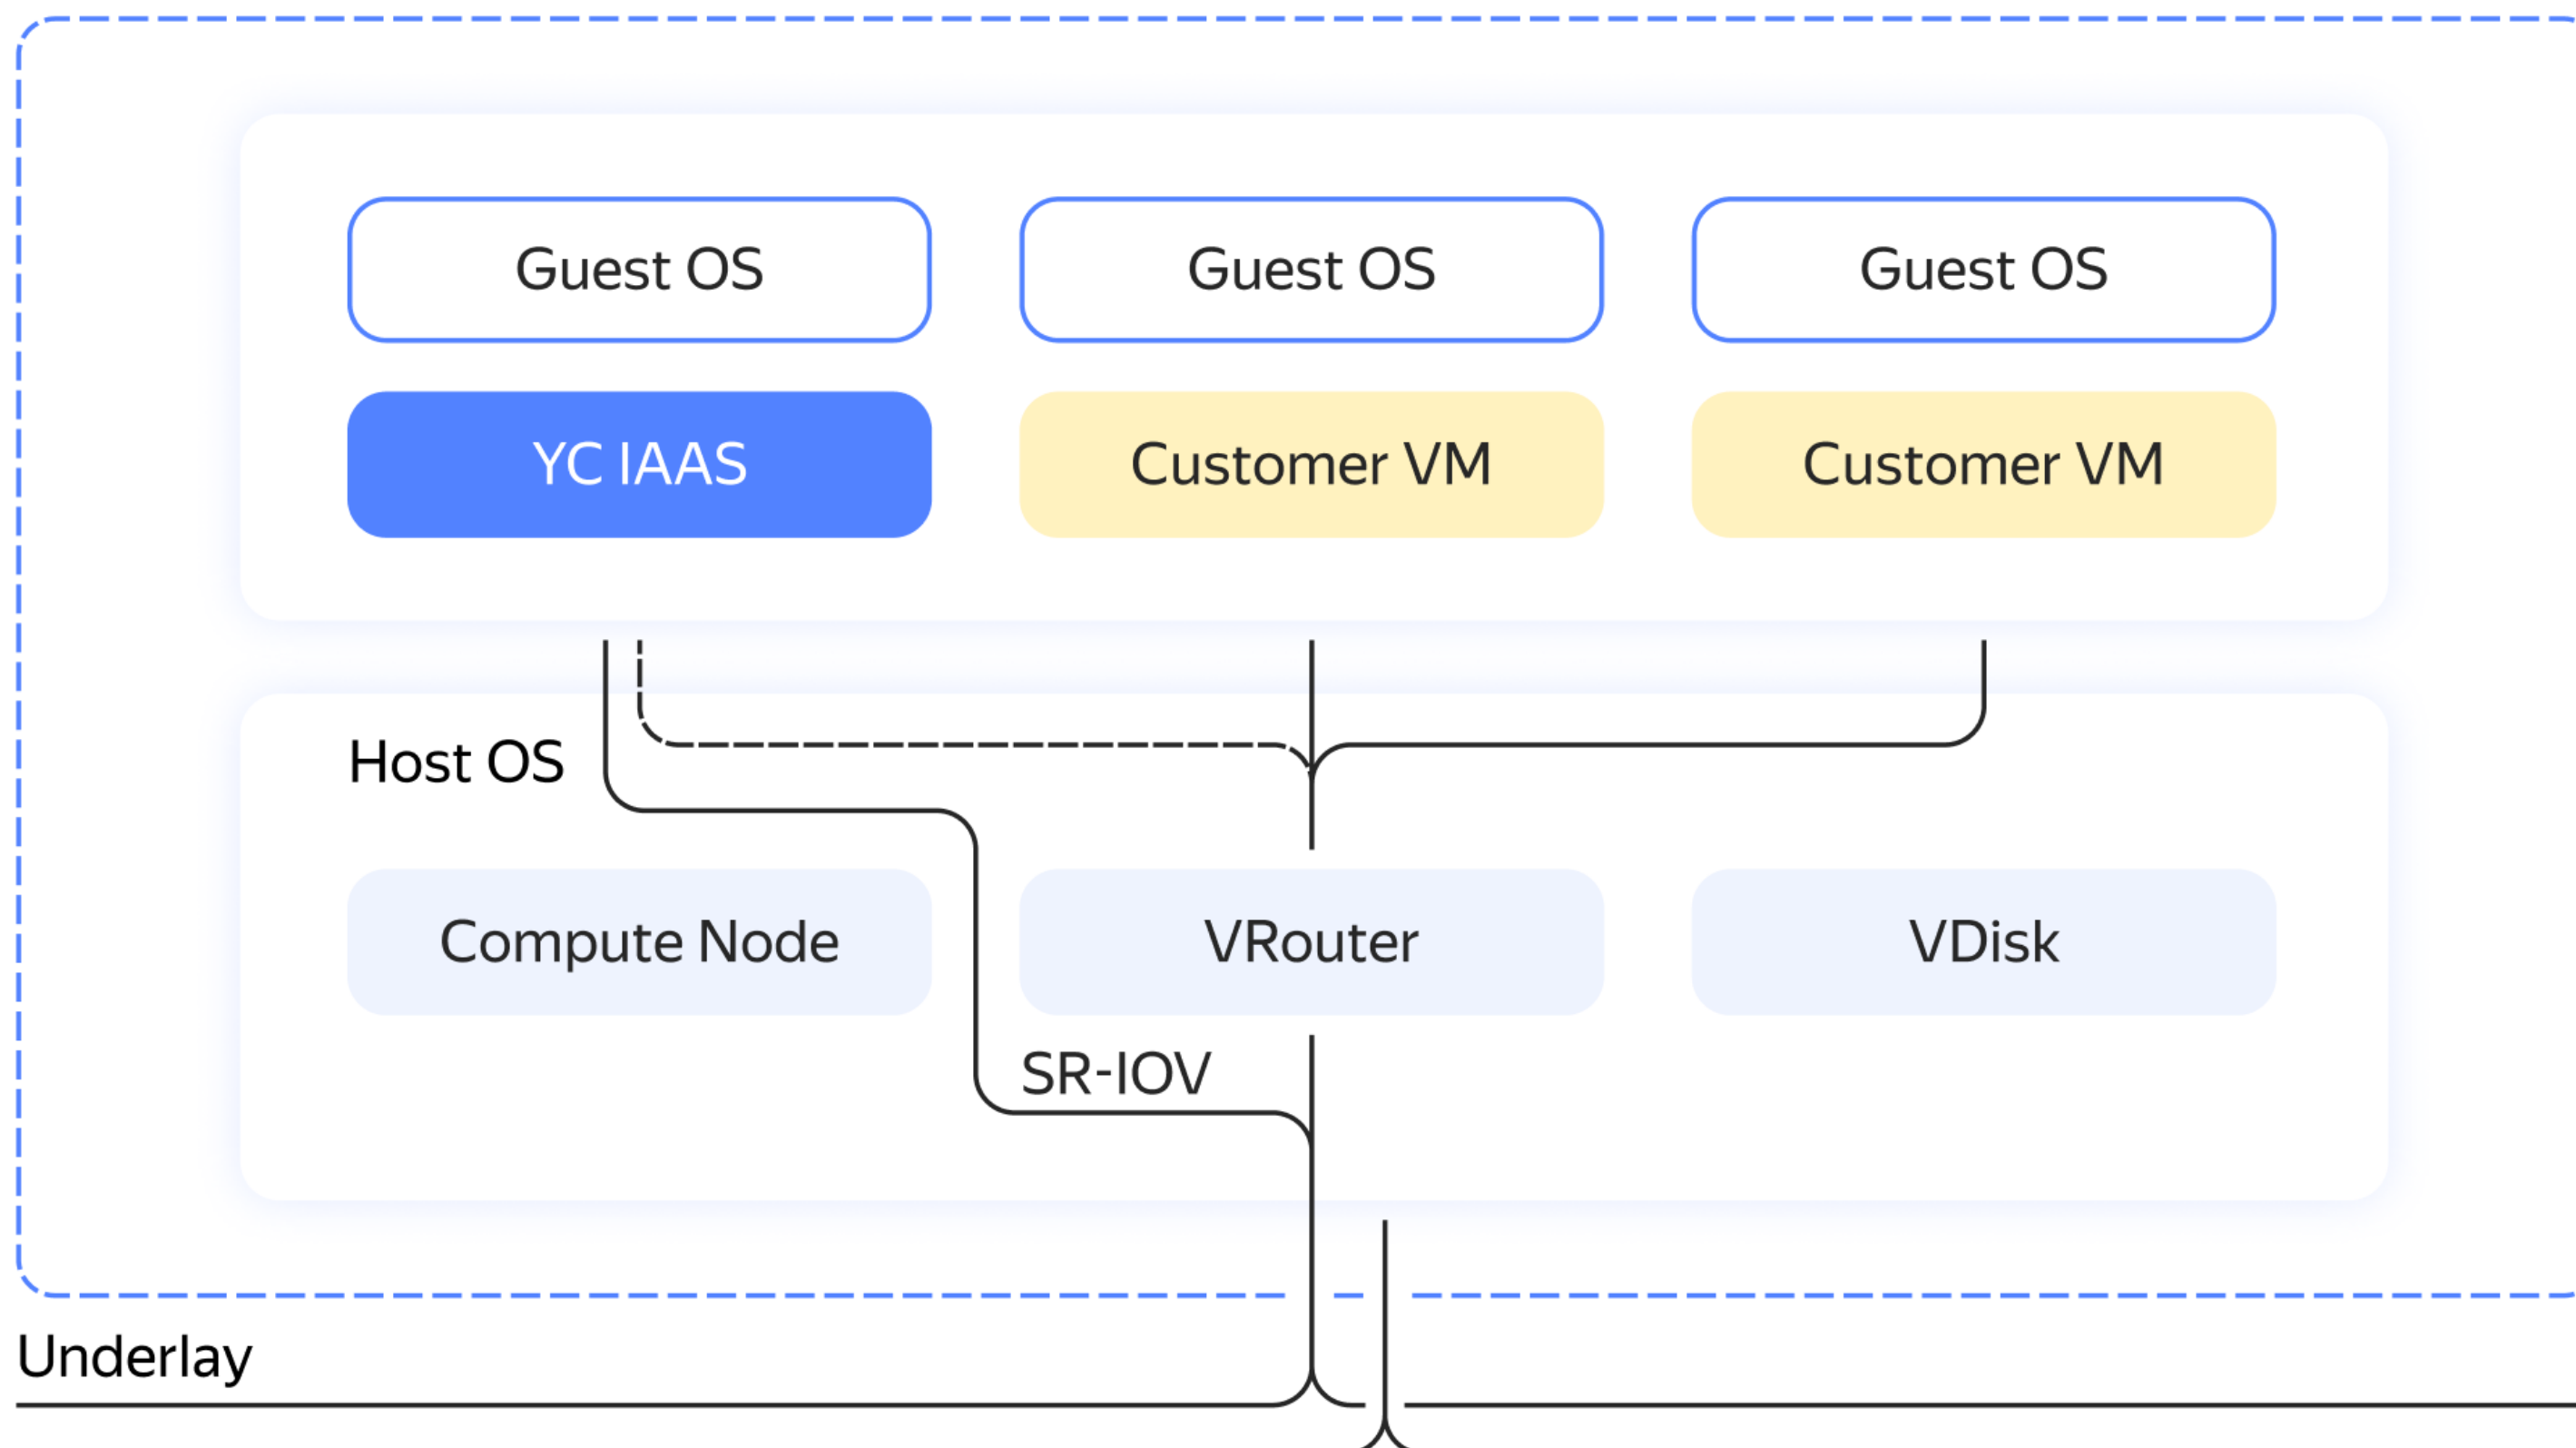 Guest OS
Guest OS
Guest OS
YC IAAS
Customer VM
Customer VM
Host OS
Compute Node
VRouter
VDisk
SR-IOV
Underlay